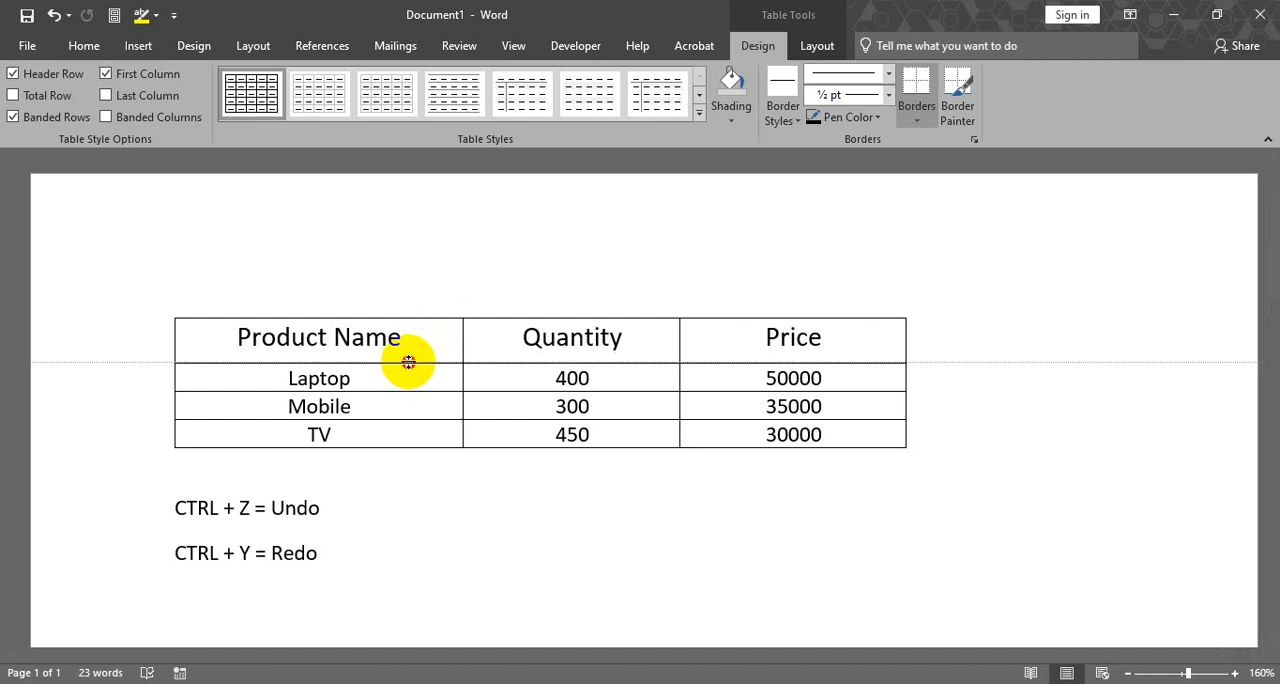 Document1 - Word
Table Tools
Sign in
File Home Insert Design Layout References Mailings Review View Developer Help Acrobat Design Layout Tell me what you want to do Share
Header Row First Column
Total Row Last Column
Banded Rows Banded Columns
Table Style Options
Table Styles
Shading
Border Styles
½ pt
Pen Color
Borders
Border Painter
Borders
Product Name Quantity Price
Laptop 400 50000
Mobile 300 35000
TV 450 30000
CTRL + Z = Undo
CTRL + Y = Redo
Page 1 of 1 23 words 160%